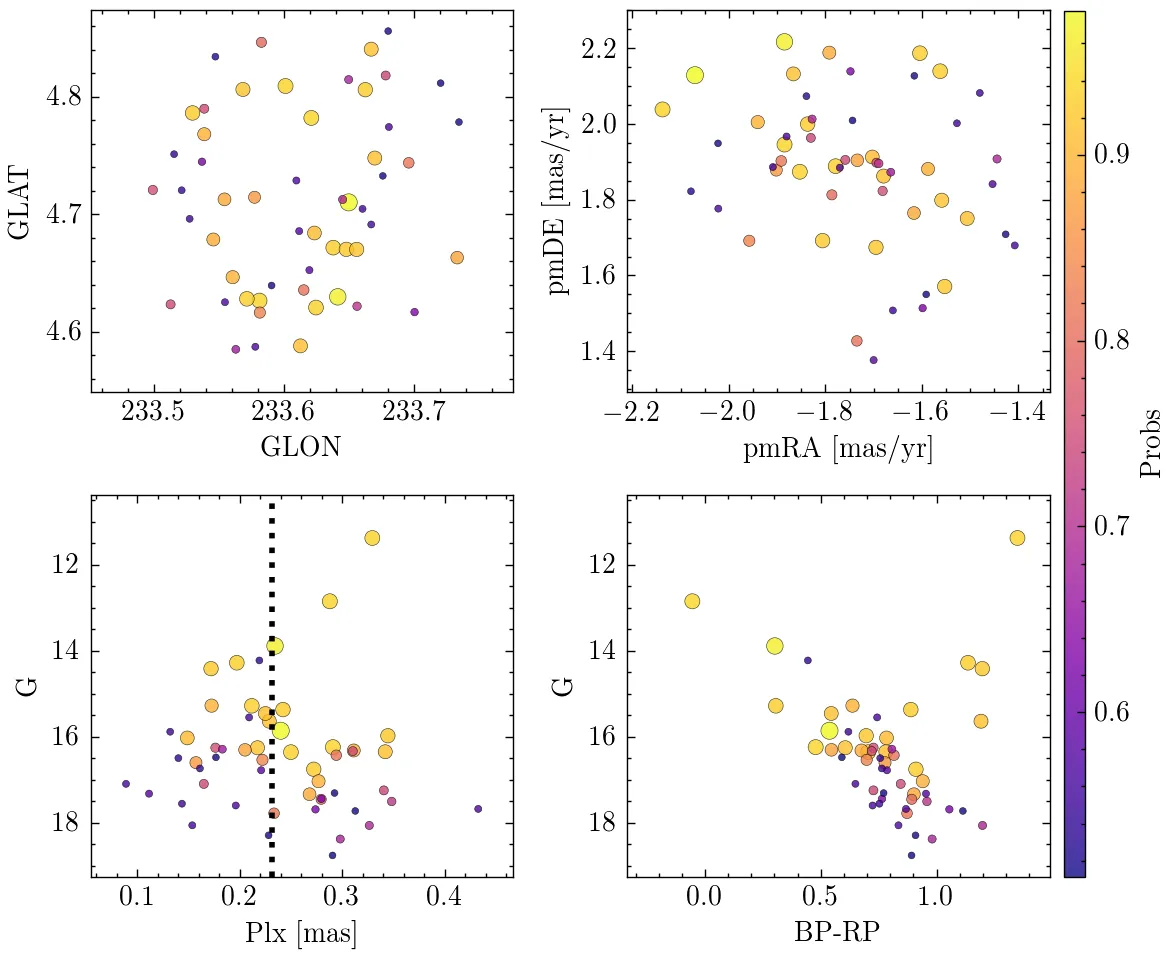 4.8
4.7
4.6
GLAT
233.5 233.6 233.7
GLON
2.2
2.0
1.8
1.6
1.4
pmDE [mas/yr]
−2.2 −2.0 −1.8 −1.6 −1.4
pmRA [mas/yr]
12
14
16
18
G
0.1 0.2 0.3 0.4
Plx [mas]
12
14
16
18
G
0.0 0.5 1.0
BP-RP
0.9
0.8
0.7
0.6
Probs